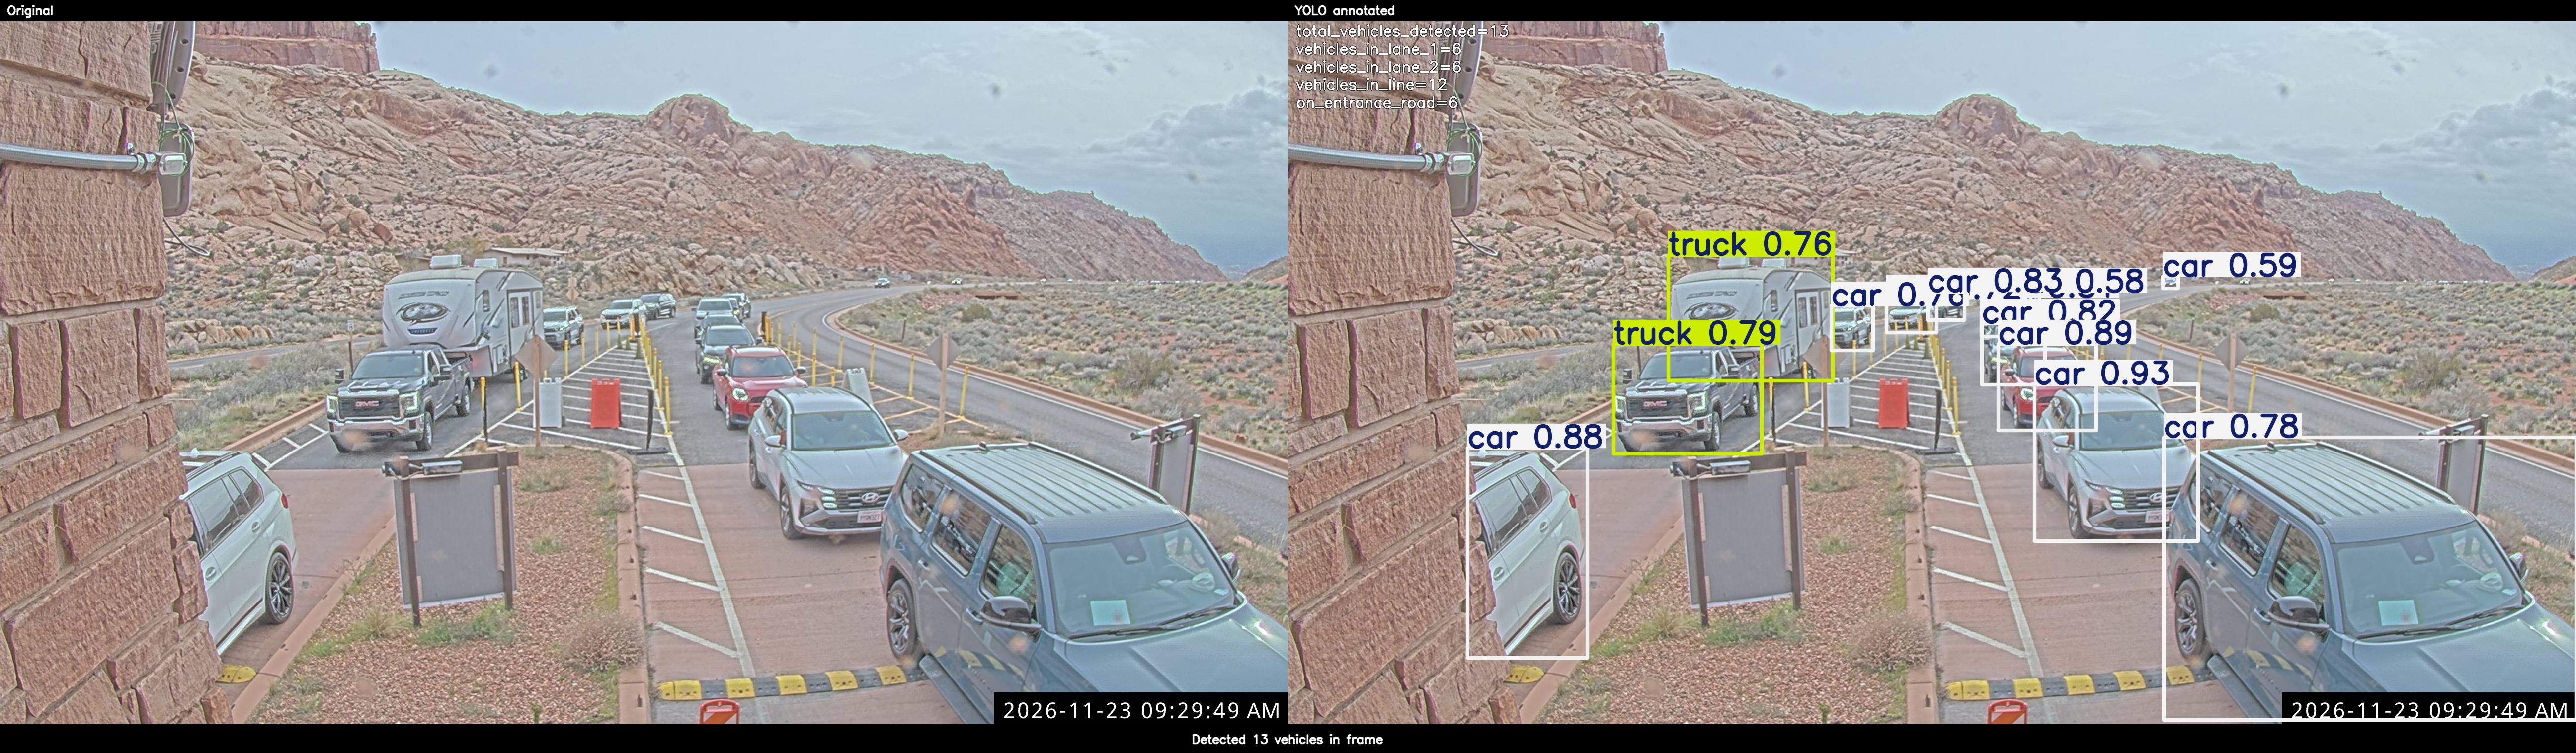 Original
YOLO annotated
total_vehicles_detected=13
vehicles_in_lane_1=6
vehicles_in_lane_2=6
vehicles_in_line=12
on_entrance_road=6
truck 0.76
car 0.59
car 0.83
0.58
car
car 0.82
truck 0.79
car 0.89
car 0.93
car 0.88
car 0.78
GMC
2026-11-23 09:29:49 AM
2026-11-23 09:29:49 AM
Detected 13 vehicles in frame